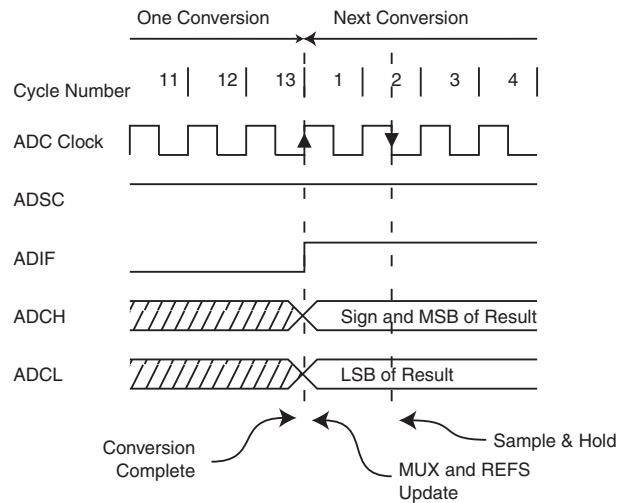 One Conversion Next Conversion
Cycle Number 11 12 13 1 2 3 4
ADC Clock
ADSC
ADIF
ADCH Sign and MSB of Result
ADCL LSB of Result
Conversion
Complete
MUX and REFS
Update
Sample & Hold